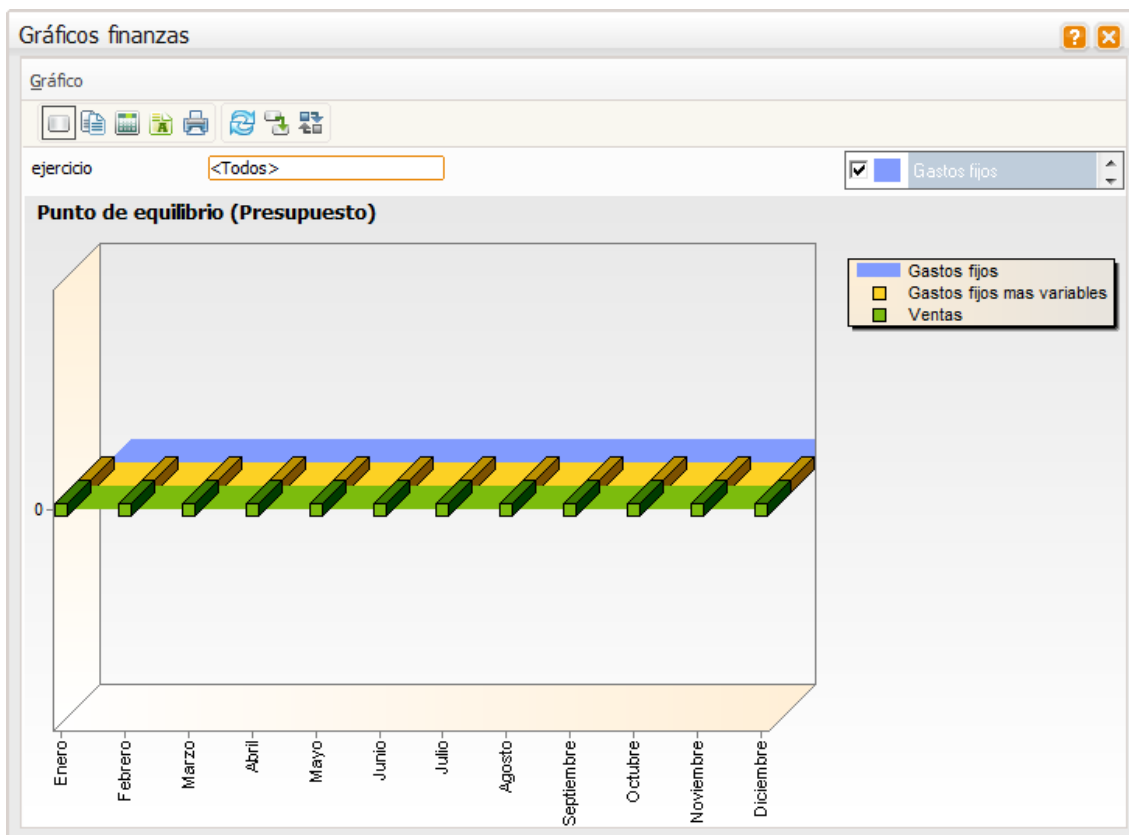 Gráficos finanzas
Gráfico
ejercicio <Todos> Gastos fijos
Punto de equilibrio (Presupuesto)
Gastos fijos
Gastos fijos mas variables
Ventas
0
Enero
Febrero
Marzo
Abril
Mayo
Junio
Julio
Agosto
Septiembre
Octubre
Noviembre
Diciembre